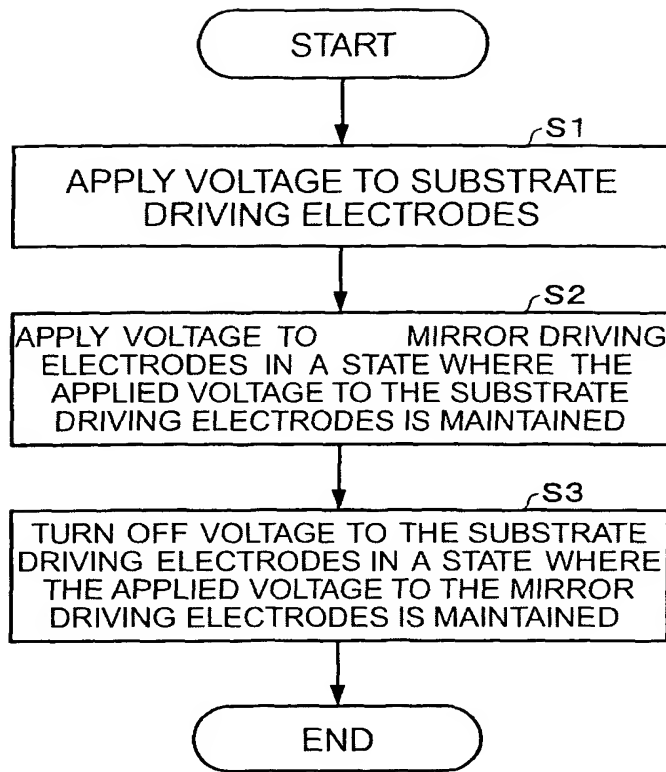 START
S1
APPLY VOLTAGE TO SUBSTRATE
DRIVING ELECTRODES
S2
APPLY VOLTAGE TO MIRROR DRIVING
ELECTRODES IN A STATE WHERE THE
APPLIED VOLTAGE TO THE SUBSTRATE
DRIVING ELECTRODES IS MAINTAINED
S3
TURN OFF VOLTAGE TO THE SUBSTRATE
DRIVING ELECTRODES IN A STATE WHERE
THE APPLIED VOLTAGE TO THE MIRROR
DRIVING ELECTRODES IS MAINTAINED
END